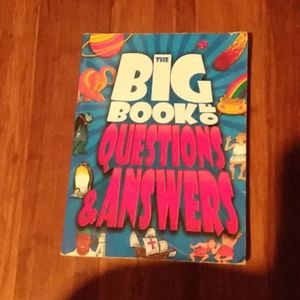 THE
BIG
BOOK OF
QUESTIONS
& ANSWERS